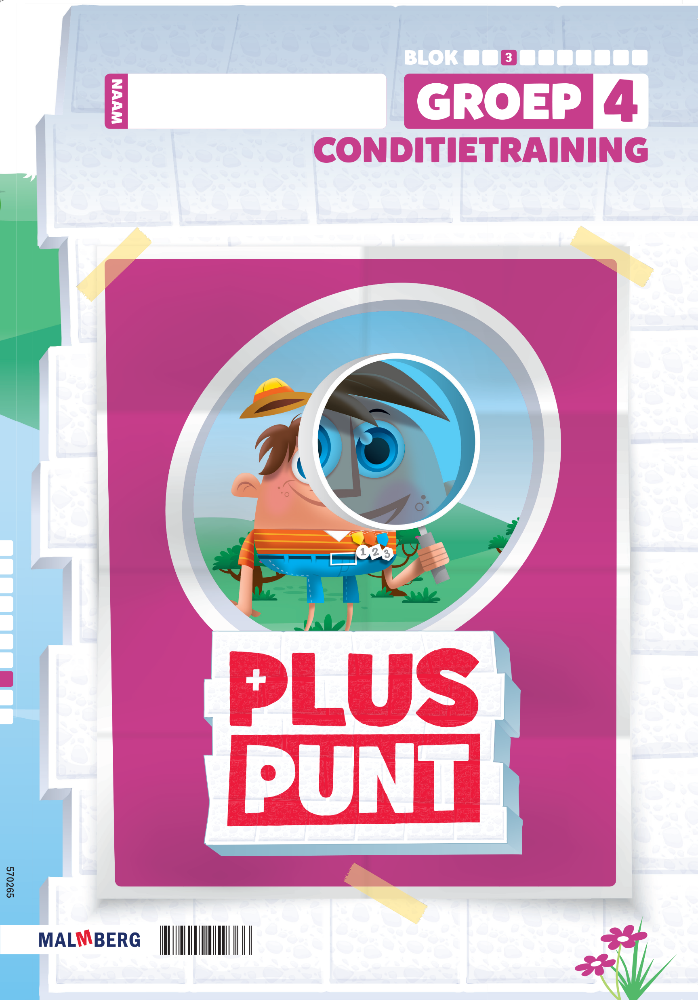 BLOK 3
NAAM
GROEP 4
CONDITIETRAINING
1 2 3
PLUS
PUNT
570265
MALMBERG